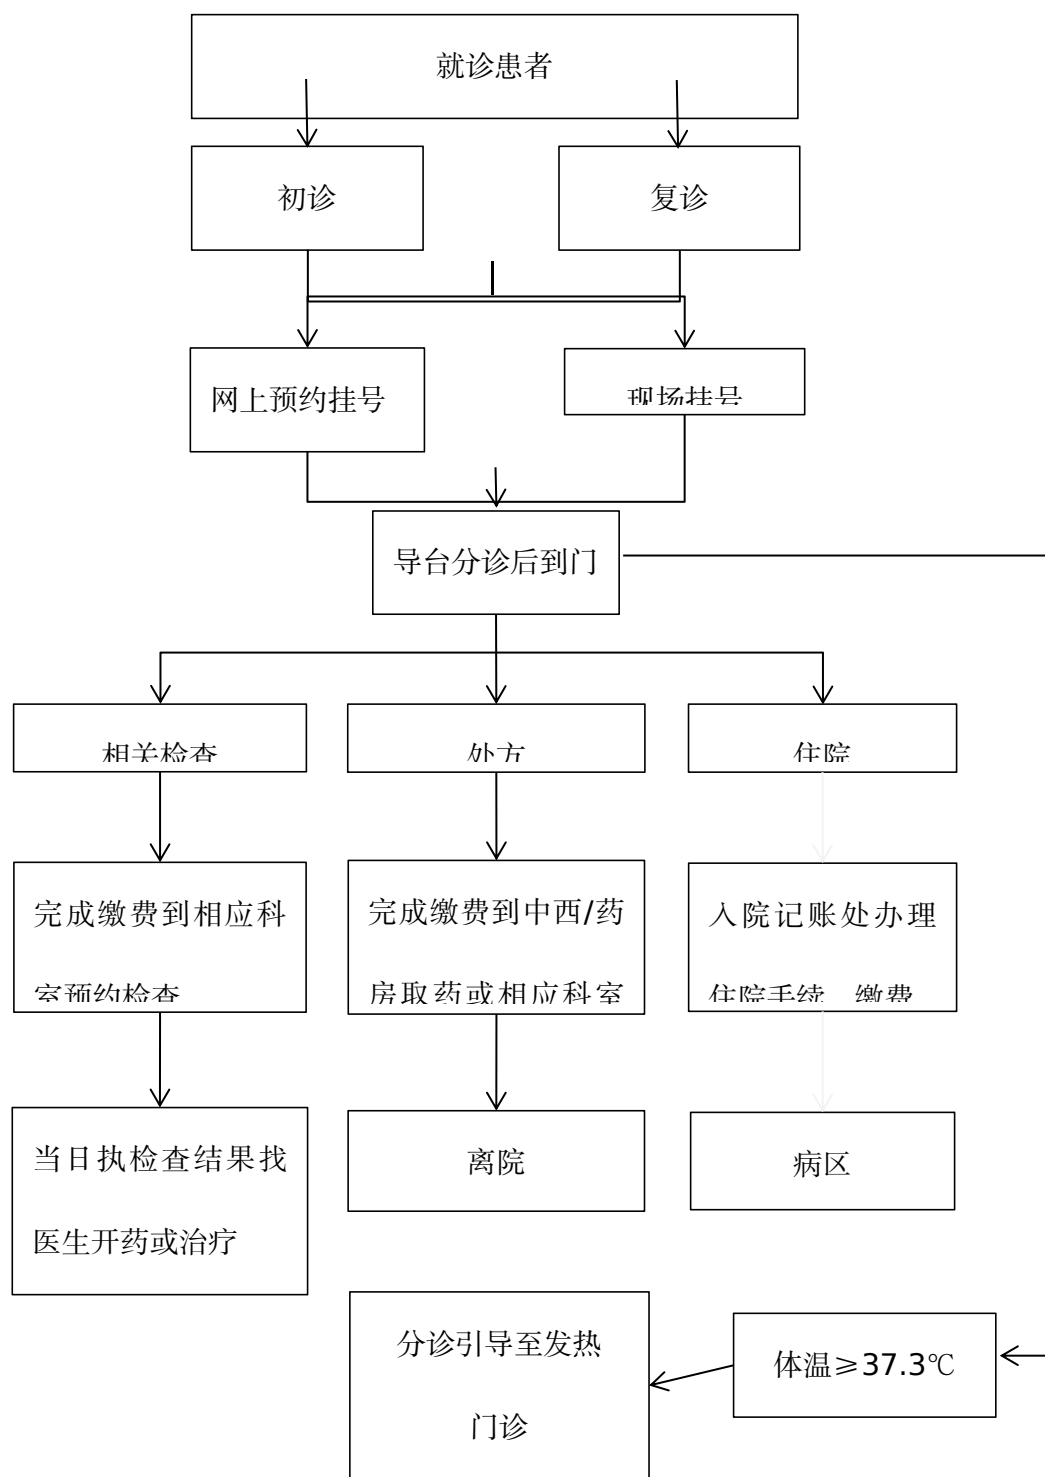 就诊患者
初诊
复诊
网上预约挂号
现场挂号
导台分诊后到门
相关检查
处方
住院
完成缴费到相应科
室预约检查
完成缴费到中西/药
房取药或相应科室
入院记账处办理
住院手续 缴费
当日执检查结果找
医生开药或治疗
离院
病区
分诊引导至发热
门诊
体温≥37.3℃